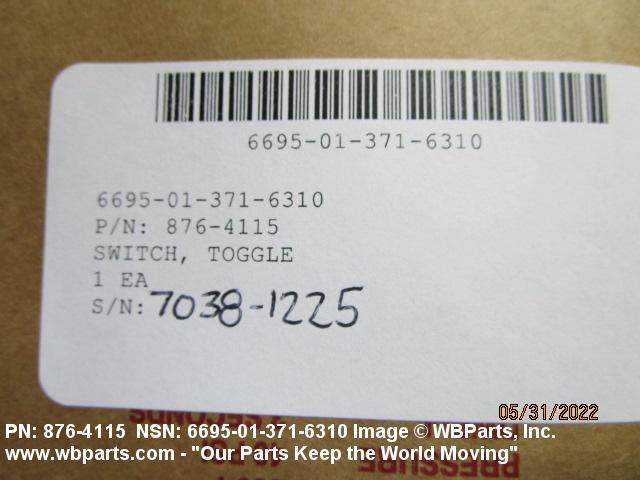 6695-01-371-6310
6695-01-371-6310
P/N: 876-4115
SWITCH, TOGGLE
1 EA
S/N: 7038-1225
05/31/2022
PN: 876-4115 NSN: 6695-01-371-6310 Image © WBParts, Inc.
www.wbparts.com - "Our Parts Keep the World Moving"
PRESSURE